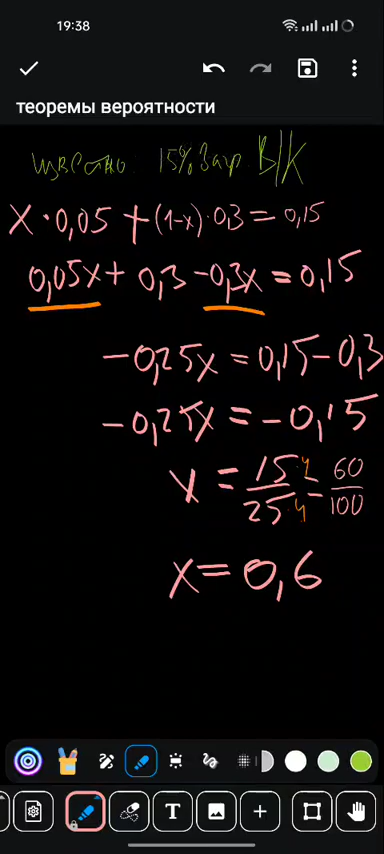 19:38
теоремы вероятности
известно: 15% загр. В/К
x · 0,05 + (1-x) · 0,3 = 0,15
0,05x + 0,3 - 0,3x = 0,15
-0,25x = 0,15 - 0,3
-0,25x = -0,15
x = 15·4/25·4 = 60/100
x = 0,6
T